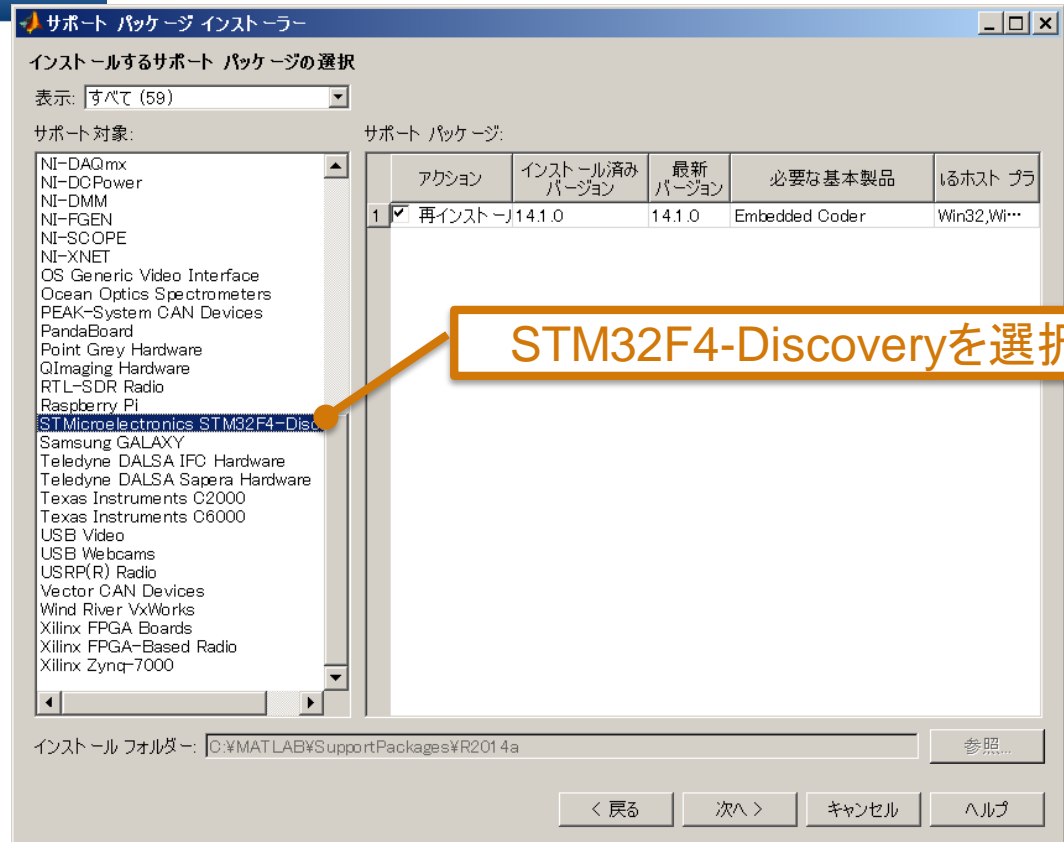 サポート パッケージ インストーラー
インストールするサポート パッケージの選択
表示: すべて (59)
サポート対象:
サポート パッケージ:
NI-DAQmx
NI-DCPower
NI-DMM
NI-FGEN
NI-SCOPE
NI-XNET
OS Generic Video Interface
Ocean Optics Spectrometers
PEAK-System CAN Devices
PandaBoard
Point Grey Hardware
QImaging Hardware
RTL-SDR Radio
Raspberry Pi
STMicroelectronics STM32F4-Disc
Samsung GALAXY
Teledyne DALSA IFC Hardware
Teledyne DALSA Sapera Hardware
Texas Instruments C2000
Texas Instruments C6000
USB Video
USB Webcams
USRP(R) Radio
Vector CAN Devices
Wind River VxWorks
Xilinx FPGA Boards
Xilinx FPGA-Based Radio
Xilinx Zynq-7000
アクション インストール済み バージョン 最新 バージョン 必要な基本製品 いるホスト プラ
1 再インストール 14.1.0 14.1.0 Embedded Coder Win32,Wi…
STM32F4-Discoveryを選択
インストール フォルダー: C:¥MATLAB¥SupportPackages¥R2014a 参照...
< 戻る 次へ > キャンセル ヘルプ